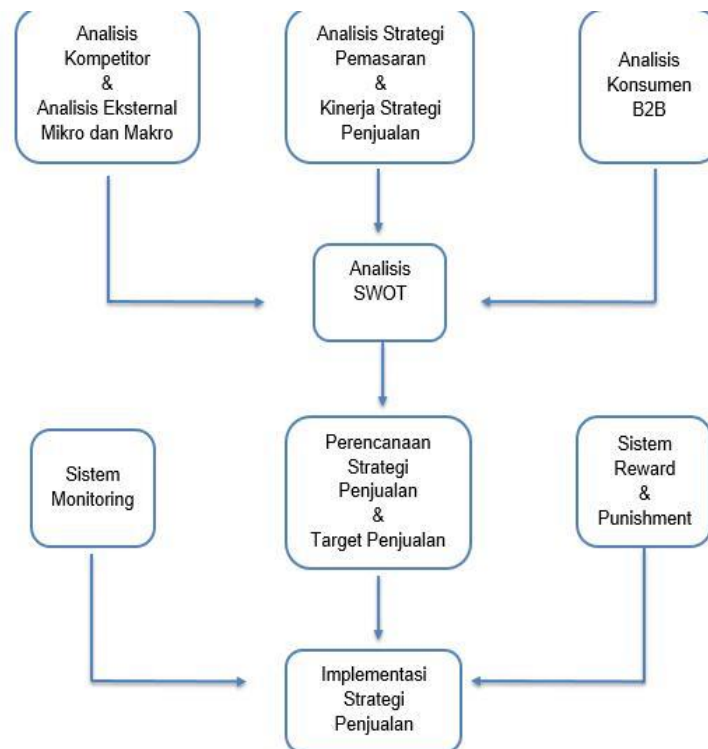 Analisis
Kompetitor
&
Analisis Eksternal
Mikro dan Makro
Analisis Strategi
Pemasaran
&
Kinerja Strategi
Penjualan
Analisis
Konsumen
B2B
Analisis
SWOT
Sistem
Monitoring
Perencanaan
Strategi
Penjualan
&
Target Penjualan
Sistem
Reward
&
Punishment
Implementasi
Strategi
Penjualan